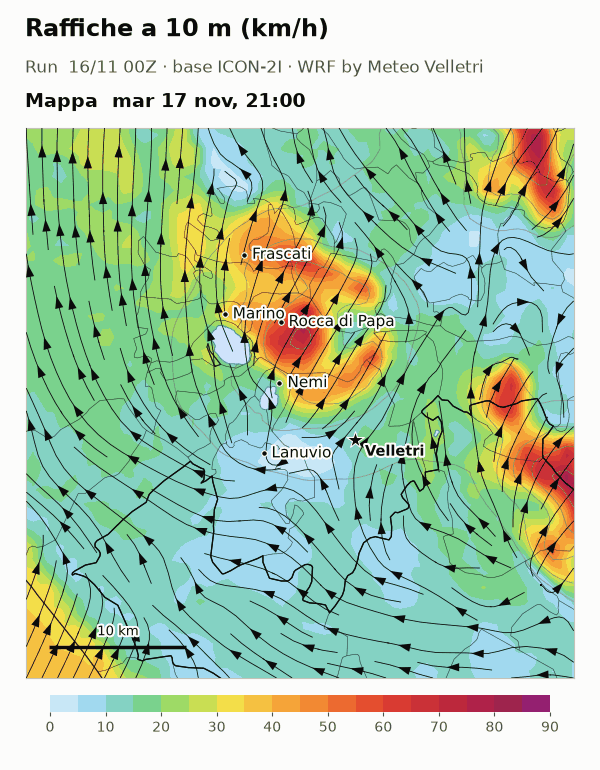 Raffiche a 10 m (km/h)
Run  16/11 00Z · base ICON-2I · WRF by Meteo Velletri
Mappa  mar 17 nov, 21:00
Frascati
Marino
Rocca di Papa
Nemi
Velletri
Lanuvio
10 km
0 10 20 30 40 50 60 70 80 90